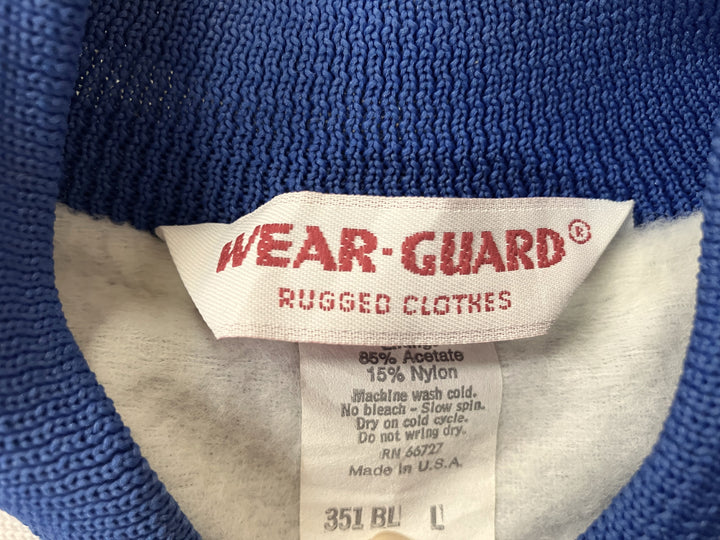 WEAR-GUARD®
RUGGED CLOTHES
85% Acetate
15% Nylon
Machine wash cold.
No bleach - Slow spin.
Dry on cold cycle.
Do not wring dry.
RN 66727
Made in U.S.A.
351 BL L